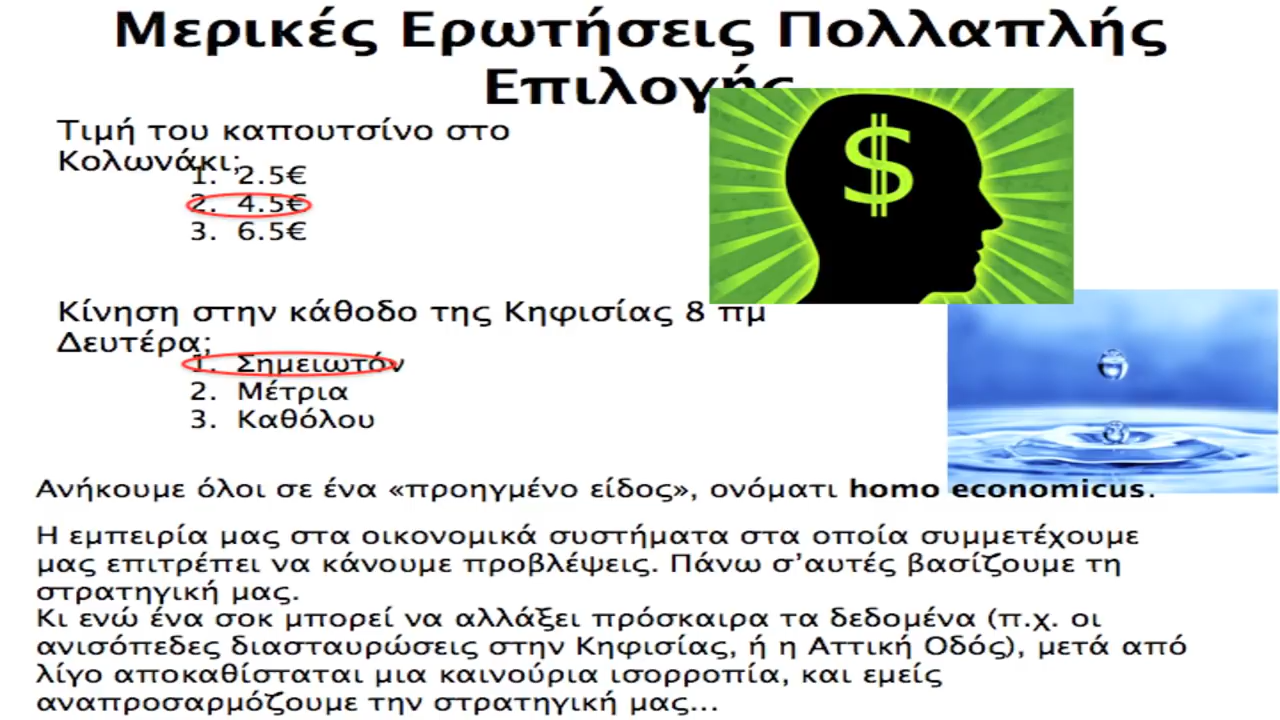 Μερικές Ερωτήσεις Πολλαπλής
Επιλογής
Τιμή του καπουτσίνο στο
Κολωνάκι;
1. 2.5€
2. 4.5€
3. 6.5€
$
Κίνηση στην κάθοδο της Κηφισίας 8 πμ
Δευτέρα;
1. Σημειωτόν
2. Μέτρια
3. Καθόλου
Ανήκουμε όλοι σε ένα «προηγμένο είδος», ονόματι homo economicus.
Η εμπειρία μας στα οικονομικά συστήματα στα οποία συμμετέχουμε
μας επιτρέπει να κάνουμε προβλέψεις. Πάνω σ’αυτές βασίζουμε τη
στρατηγική μας.
Κι ενώ ένα σοκ μπορεί να αλλάξει πρόσκαιρα τα δεδομένα (π.χ. οι
ανισόπεδες διασταυρώσεις στην Κηφισίας, ή η Αττική Οδός), μετά από
λίγο αποκαθίσταται μια καινούρια ισορροπία, και εμείς
αναπροσαρμόζουμε την στρατηγική μας...